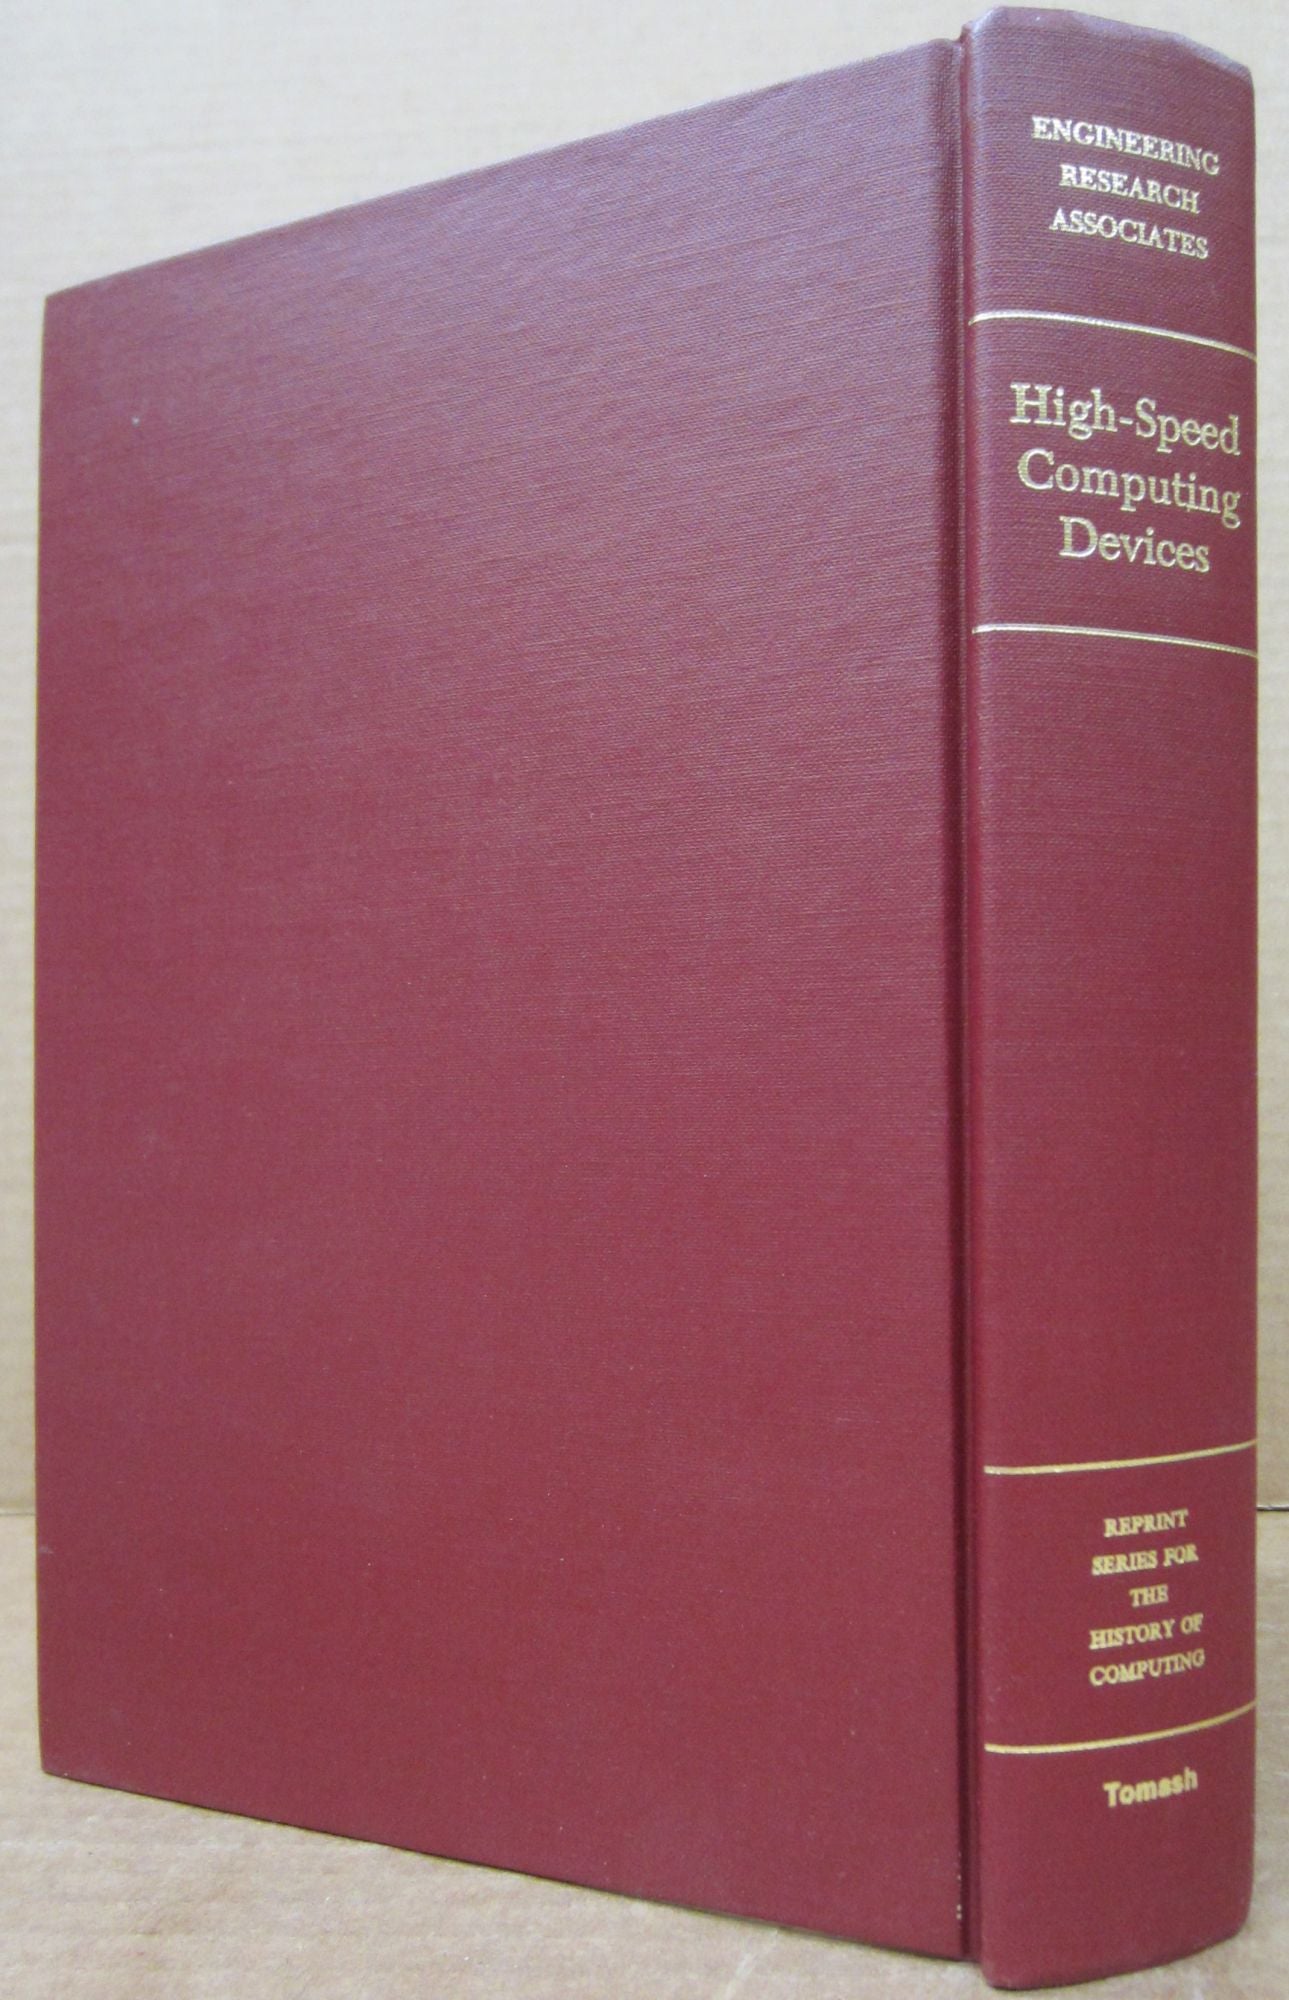 ENGINEERING
RESEARCH
ASSOCIATES
High-Speed
Computing
Devices
REPRINT
SERIES FOR
THE
HISTORY OF
COMPUTING
Tomash